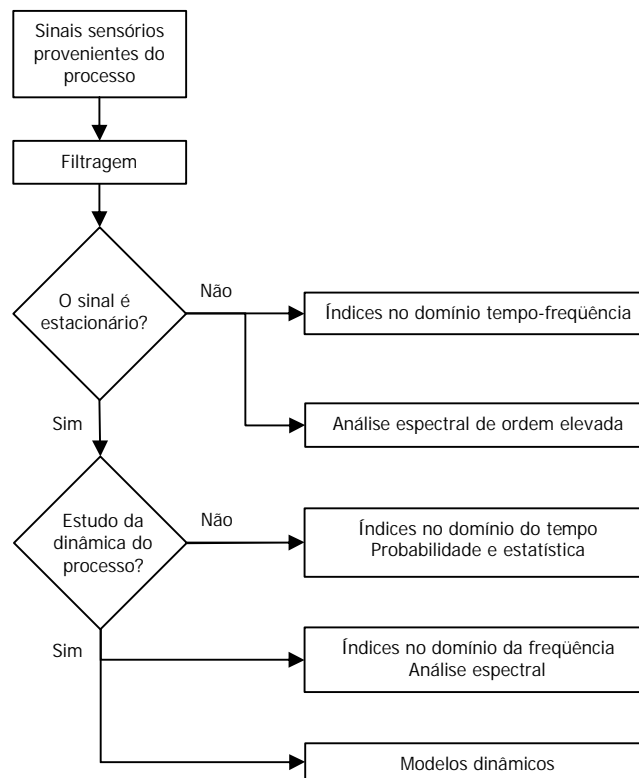 Sinais sensórios
provenientes do
processo
Filtragem
O sinal é
estacionário?
Não
Índices no domínio tempo-freqüência
Análise espectral de ordem elevada
Sim
Estudo da
dinâmica do
processo?
Não
Índices no domínio do tempo
Probabilidade e estatística
Sim
Índices no domínio da freqüência
Análise espectral
Modelos dinâmicos